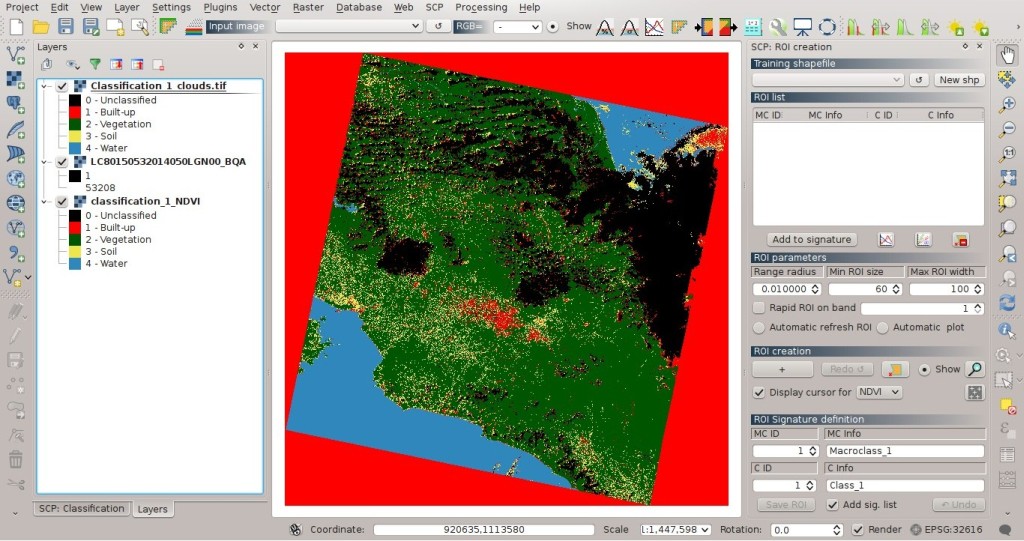 Project Edit View Layer Settings Plugins Vector Raster Database Web SCP Processing Help
Input image RGB= - Show
Layers
Classification_1_clouds.tif
0 - Unclassified
1 - Built-up
2 - Vegetation
3 - Soil
4 - Water
LC80150532014050LGN00_BQA
1
53208
classification_1_NDVI
0 - Unclassified
1 - Built-up
2 - Vegetation
3 - Soil
4 - Water
SCP: Classification Layers
SCP: ROI creation
Training shapefile
New shp
ROI list
MC ID MC Info C ID C Info
Add to signature
ROI parameters
Range radius Min ROI size Max ROI width
0.010000 60 100
Rapid ROI on band 1
Automatic refresh ROI Automatic plot
ROI creation
+ Redo Show
Display cursor for NDVI
ROI Signature definition
MC ID MC Info
1 Macroclass_1
C ID C Info
1 Class_1
Save ROI Add sig. list Undo
Coordinate: 920635,1113580 Scale 1:1,447,598 Rotation: 0.0 Render EPSG:32616